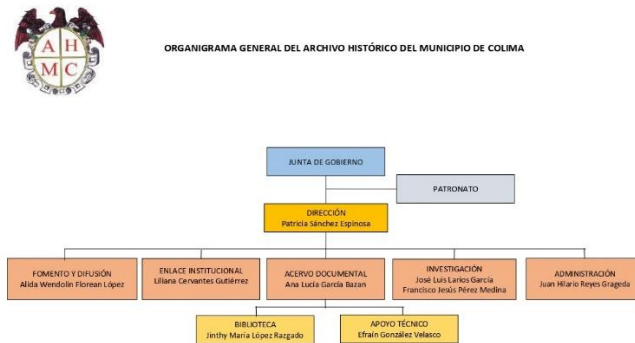 A H
M C
ORGANIGRAMA GENERAL DEL ARCHIVO HISTÓRICO DEL MUNICIPIO DE COLIMA
JUNTA DE GOBIERNO
PATRONATO
DIRECCIÓN
Patricia Sánchez Espinosa
FOMENTO Y DIFUSIÓN
Alida Wendolin Florean López
ENLACE INSTITUCIONAL
Liliana Cervantes Gutiérrez
ACERVO DOCUMENTAL
Ana Lucía García Bazan
INVESTIGACIÓN
José Luis Larios García
Francisco Jesús Pérez Medina
ADMINISTRACIÓN
Juan Hilario Reyes Grageda
BIBLIOTECA
Jinthy María López Razgado
APOYO TÉCNICO
Efraín González Velasco